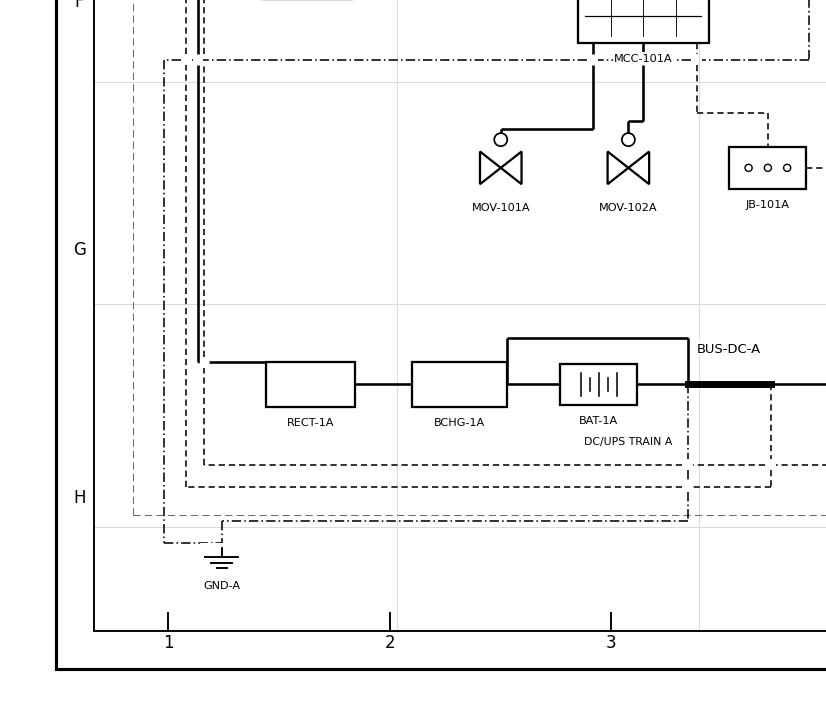 F
MCC-101A
MOV-101A
MOV-102A
JB-101A
G
BUS-DC-A
RECT-1A
BCHG-1A
BAT-1A
DC/UPS TRAIN A
H
GND-A
1 2 3